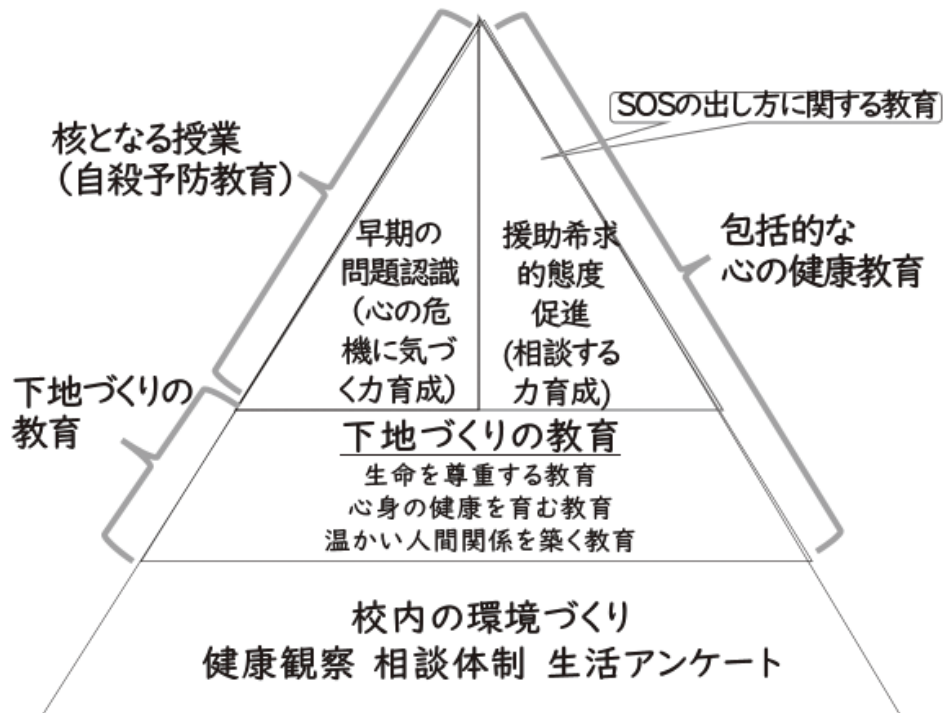 SOSの出し方に関する教育
核となる授業
（自殺予防教育）
包括的な
心の健康教育
早期の
問題認識
(心の危
機に気づ
く力育成)
援助希求
的態度
促進
(相談する
力育成)
下地づくりの
教育
下地づくりの教育
生命を尊重する教育
心身の健康を育む教育
温かい人間関係を築く教育
校内の環境づくり
健康観察 相談体制 生活アンケート